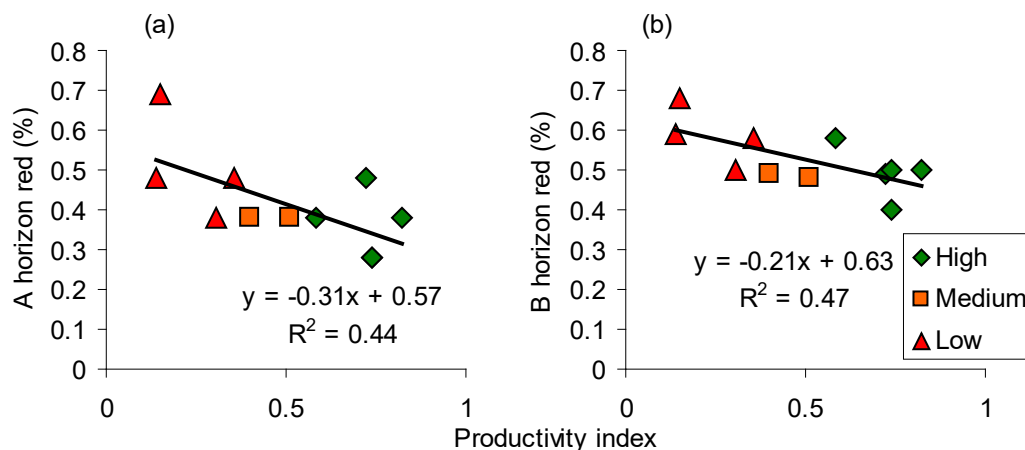 (a)
A horizon red (%)
0.8
0.7
0.6
0.5
0.4
0.3
0.2
0.1
0
y = -0.31x + 0.57
R² = 0.44
0
0.5
1
(b)
B horizon red (%)
0.8
0.7
0.6
0.5
0.4
0.3
0.2
0.1
0
y = -0.21x + 0.63
R² = 0.47
High
Medium
Low
0
0.5
1
Productivity index